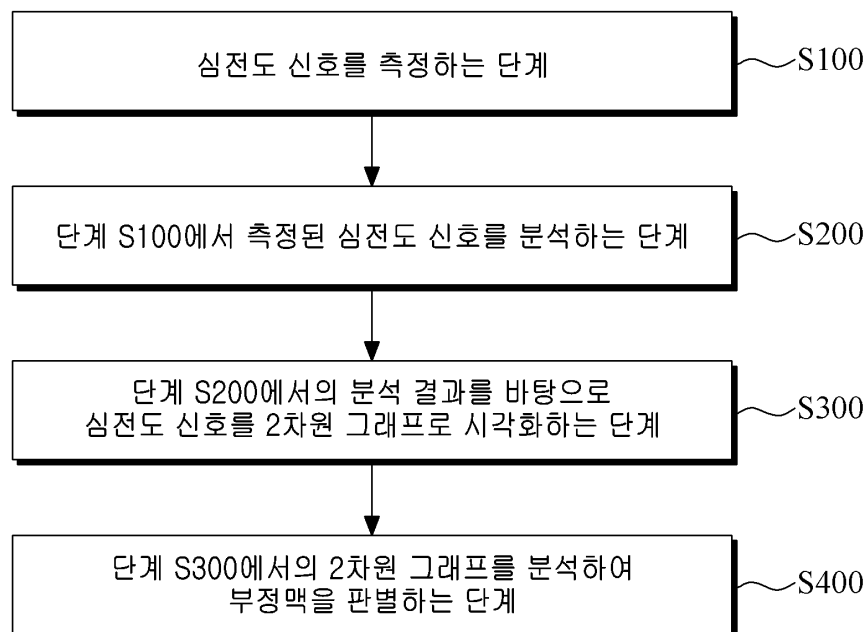 심전도 신호를 측정하는 단계
S100
단계 S100에서 측정된 심전도 신호를 분석하는 단계
S200
단계 S200에서의 분석 결과를 바탕으로
심전도 신호를 2차원 그래프로 시각화하는 단계
S300
단계 S300에서의 2차원 그래프를 분석하여
부정맥을 판별하는 단계
S400